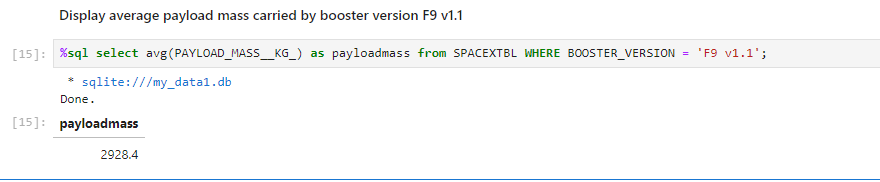 Display average payload mass carried by booster version F9 v1.1
[15]: %sql select avg(PAYLOAD_MASS__KG_) as payloadmass from SPACEXTBL WHERE BOOSTER_VERSION = 'F9 v1.1';
* sqlite:///my_data1.db
Done.
[15]: payloadmass
2928.4